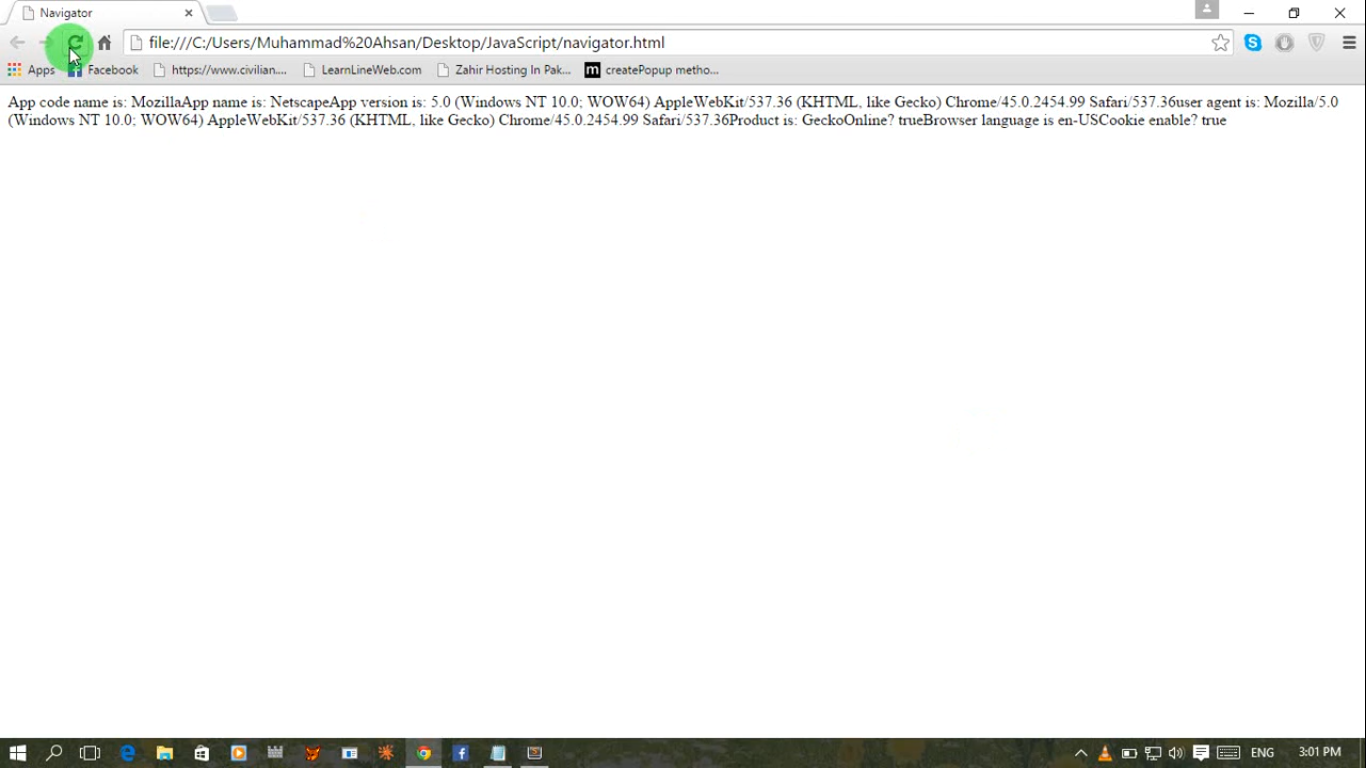 Navigator
file:///C:/Users/Muhammad%20Ahsan/Desktop/JavaScript/navigator.html
Apps Facebook https://www.civilian.... LearnLineWeb.com Zahir Hosting In Pak... m createPopup metho...
App code name is: MozillaApp name is: NetscapeApp version is: 5.0 (Windows NT 10.0; WOW64) AppleWebKit/537.36 (KHTML, like Gecko) Chrome/45.0.2454.99 Safari/537.36user agent is: Mozilla/5.0
(Windows NT 10.0; WOW64) AppleWebKit/537.36 (KHTML, like Gecko) Chrome/45.0.2454.99 Safari/537.36Product is: GeckoOnline? trueBrowser language is en-USCookie enable? true
ENG 3:01 PM